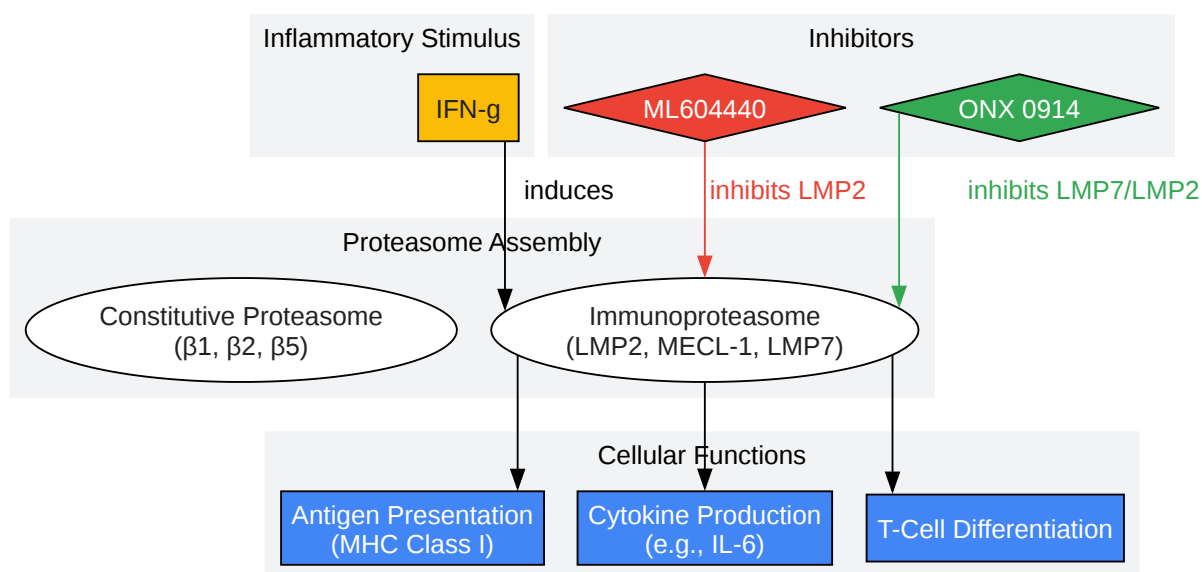 Inflammatory Stimulus
Inhibitors
IFN-g
ML604440
ONX 0914
induces
inhibits LMP2
inhibits LMP7/LMP2
Proteasome Assembly
Constitutive Proteasome
(β1, β2, β5)
Immunoproteasome
(LMP2, MECL-1, LMP7)
Cellular Functions
Antigen Presentation
(MHC Class I)
Cytokine Production
(e.g., IL-6)
T-Cell Differentiation